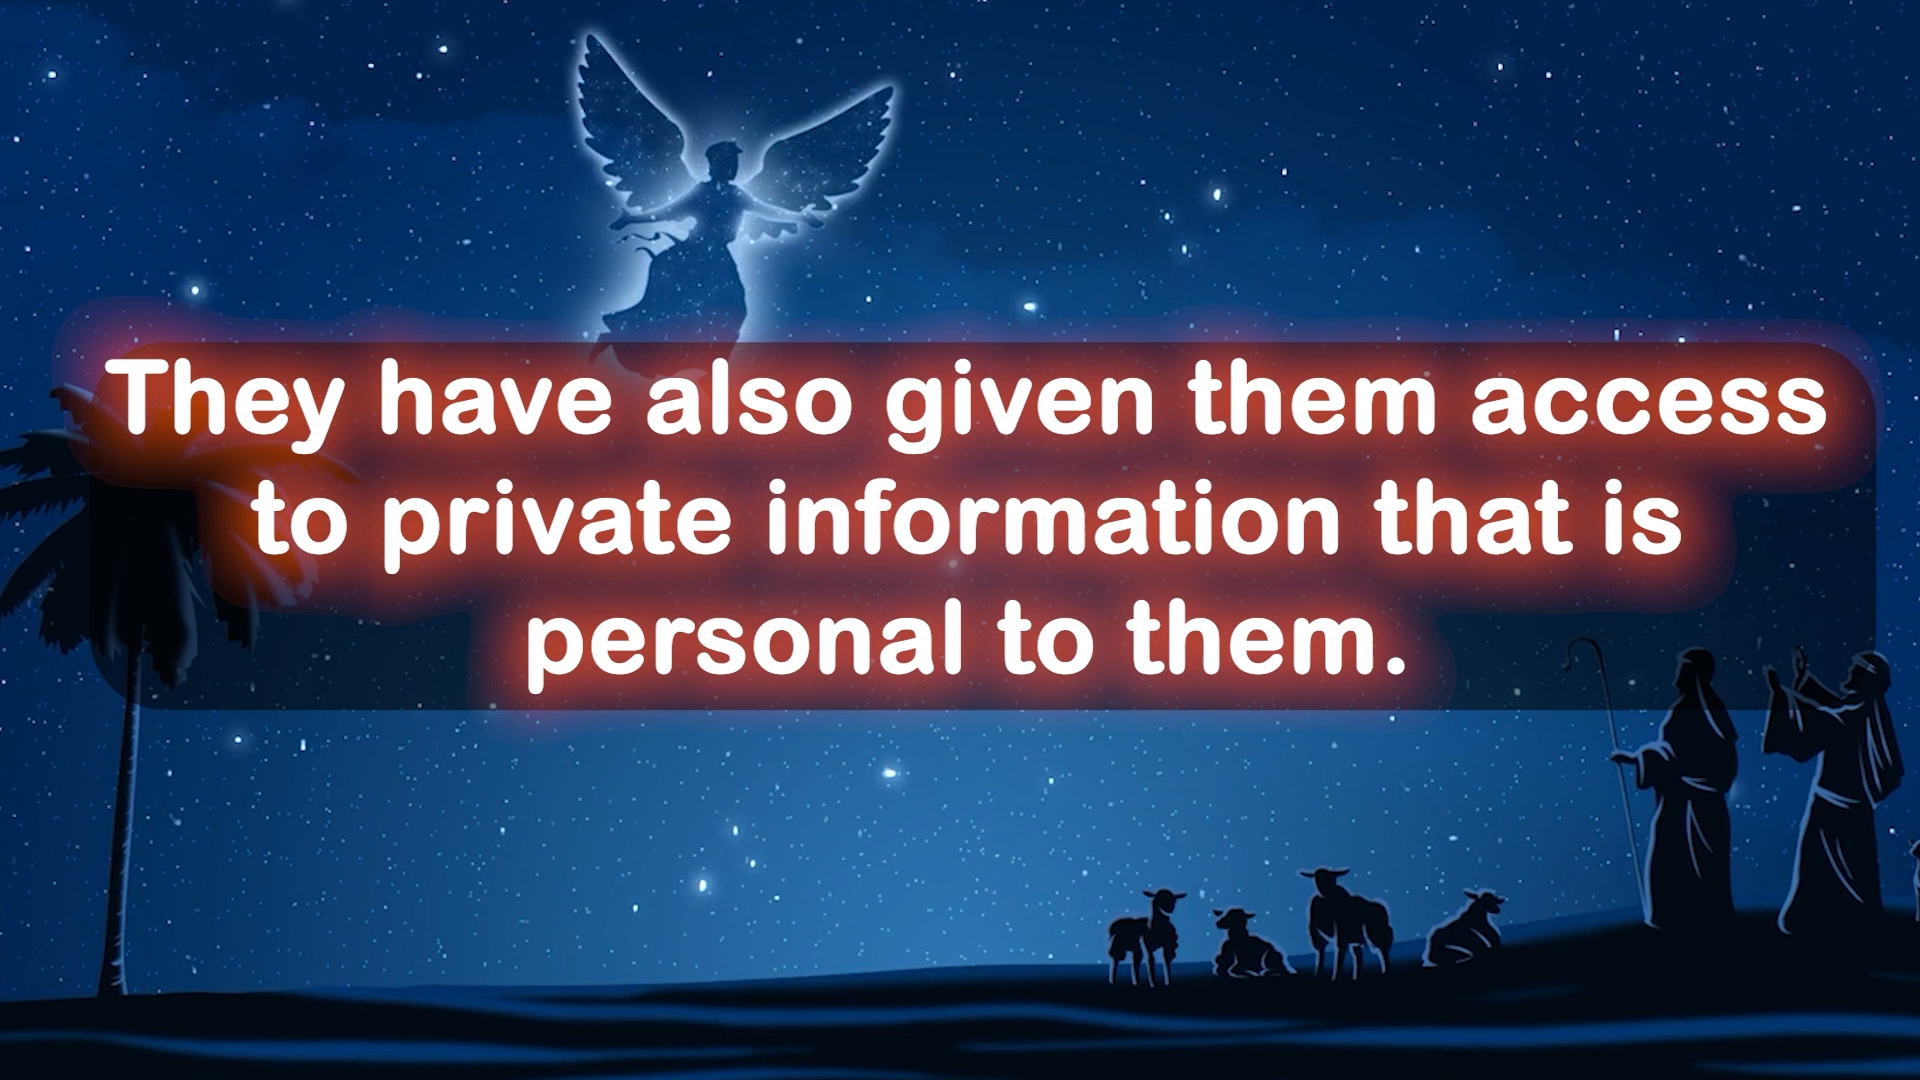 They have also given them access
to private information that is
personal to them.